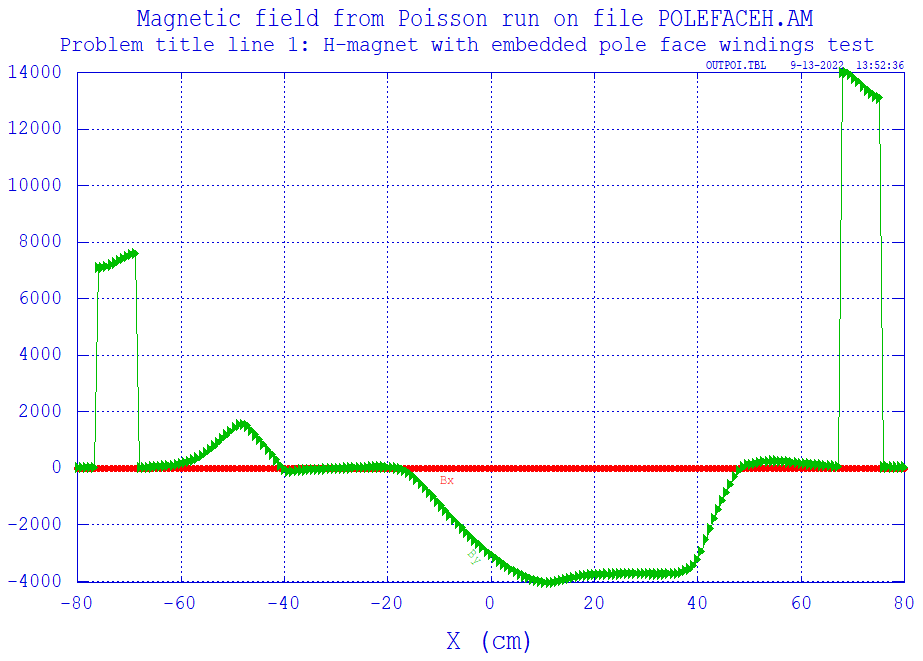 Magnetic field from Poisson run on file POLEFACEH.AM
Problem title line 1: H-magnet with embedded pole face windings test
OUTPOI.TBL 9-13-2022 13:52:36
14000
12000
10000
8000
6000
4000
2000
0
-2000
-4000
Bx
By
-80 -60 -40 -20 0 20 40 60 80
X (cm)